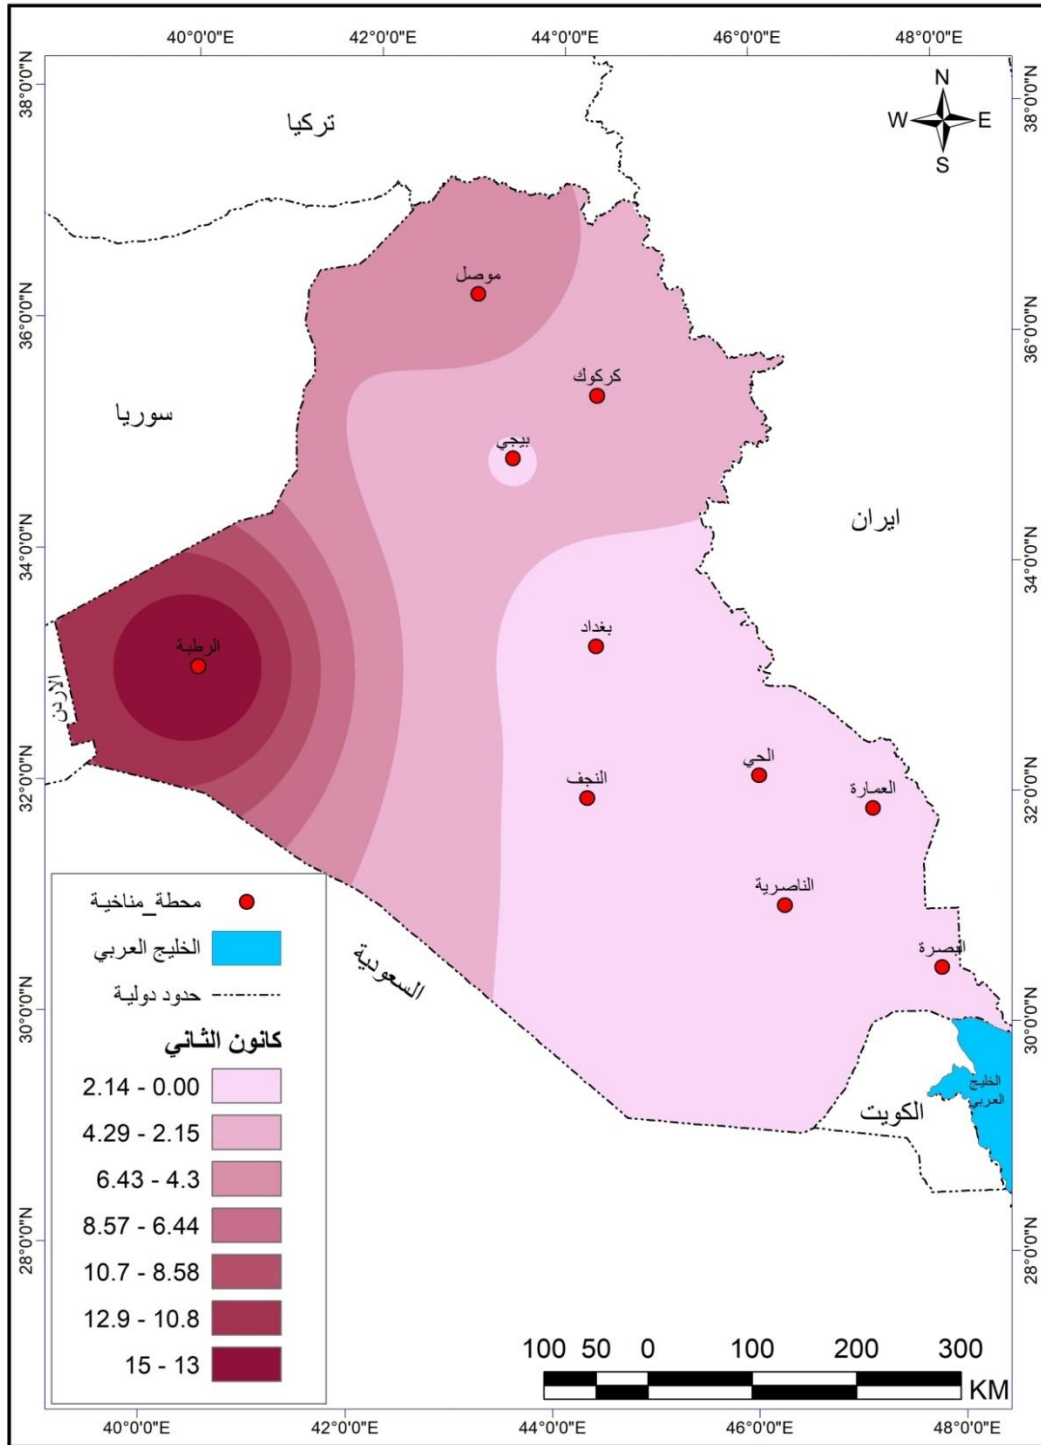 40°0'0"E 42°0'0"E 44°0'0"E 46°0'0"E 48°0'0"E
38°0'0"N
38°0'0"N
N
W E
S
تركيا
موصل
36°0'0"N
36°0'0"N
كركوك
سوريا
بيجي
ايران
34°0'0"N
34°0'0"N
بغداد
الرطبة
الاردن
الحي
النجف
العمارة
32°0'0"N
32°0'0"N
الناصرية
البصرة
السعودية
30°0'0"N
30°0'0"N
الخليج
العربي
الكويت
محطة_مناخية
الخليج العربي
حدود دولية
كانون الثاني
2.14 - 0.00
4.29 - 2.15
6.43 - 4.3
8.57 - 6.44
10.7 - 8.58
12.9 - 10.8
15 - 13
28°0'0"N
28°0'0"N
100 50 0 100 200 300
KM
40°0'0"E 42°0'0"E 44°0'0"E 46°0'0"E 48°0'0"E